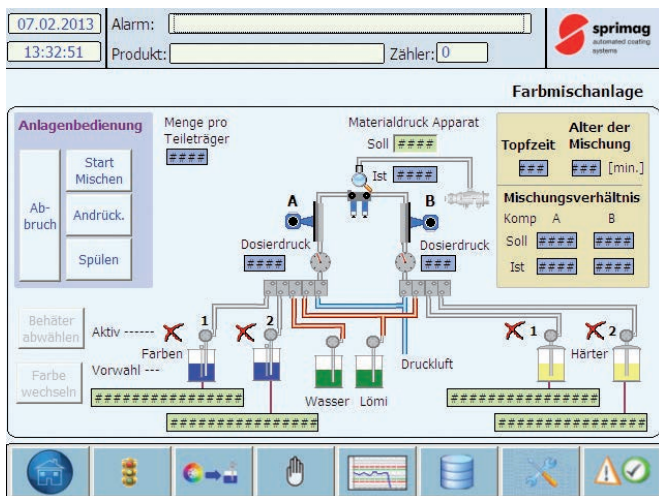 07.02.2013
Alarm:
13:32:51
Produkt:
Zähler: 0
sprimag
automated coating
systems
Farbmischanlage
Anlagenbedienung
Ab-
bruch
Start
Mischen
Andrück.
Spülen
Menge pro
Teileträger
####
Materialdruck Apparat
Soll ####
Ist ####
A
B
Dosierdruck
####
Dosierdruck
###
Topfzeit
Alter der
Mischung
### ### [min.]
Mischungsverhältnis
Komp A B
Soll #### ####
Ist #### ####
Behäter
abwählen
Aktiv ------
1
2
1
2
Farben
Härter
Farbe
wechseln
Vorwahl ---
Wasser
Lömi
Druckluft
################
################
################
################